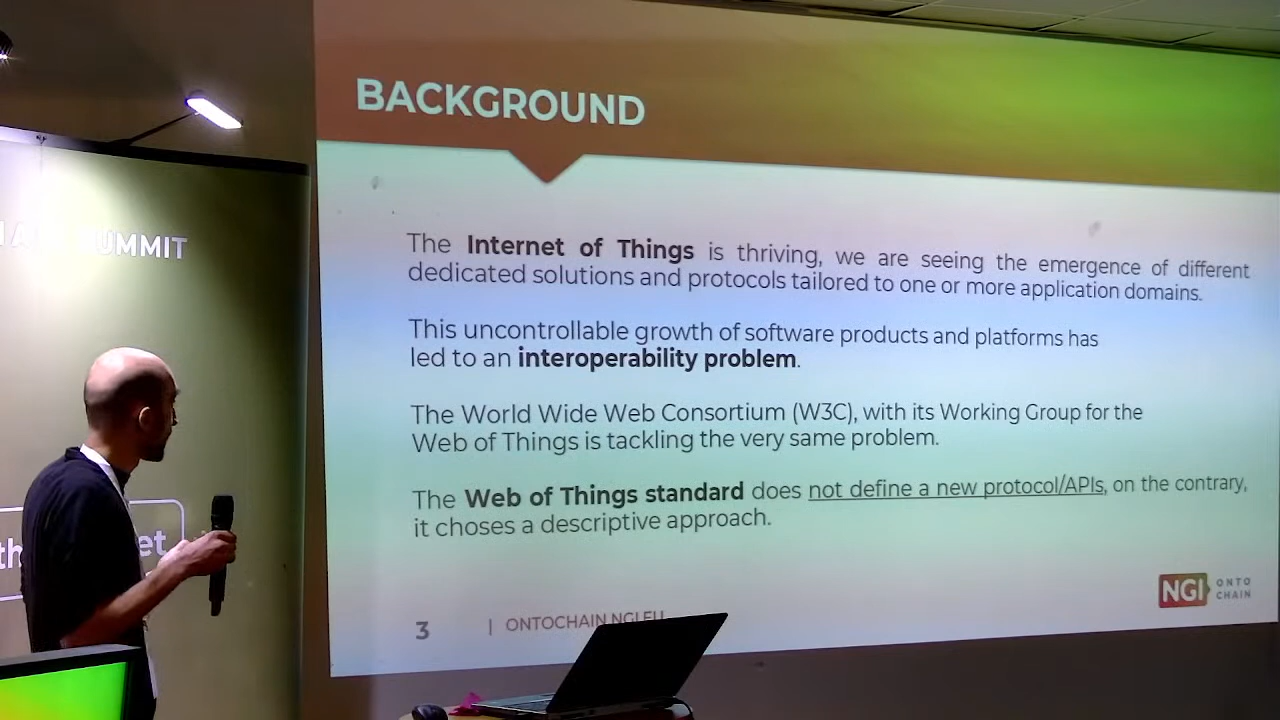 BACKGROUND
SUMMIT
The Internet of Things is thriving, we are seeing the emergence of different
dedicated solutions and protocols tailored to one or more application domains.
This uncontrollable growth of software products and platforms has
led to an interoperability problem.
The World Wide Web Consortium (W3C), with its Working Group for the
Web of Things is tackling the very same problem.
The Web of Things standard does not define a new protocol/APIs, on the contrary,
it choses a descriptive approach.
NGI ONTO
CHAIN
3 | ONTOCHAIN.NGI.EU